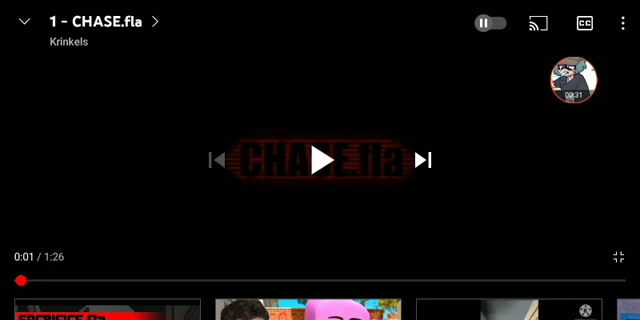 1 - CHASE.fla
Krinkels
CC
00:31
CHASE.fla
0:01 / 1:26